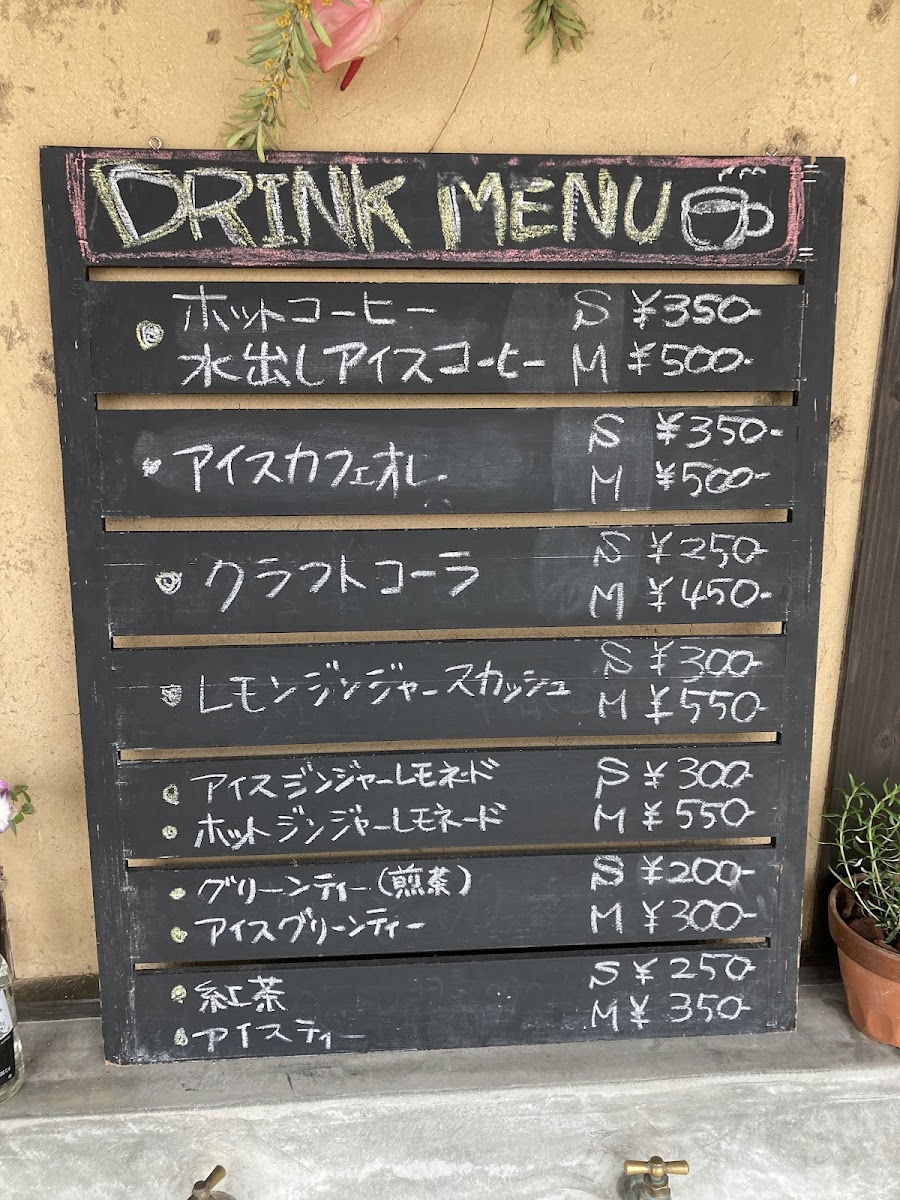 DRINK MENU
ホットコーヒー S ¥350-
水出しアイスコーヒー M ¥500-
アイスカフェオレ S ¥350-
M ¥500-
クラフトコーラ S ¥250-
M ¥450-
レモンジンジャースカッシュ S ¥300-
M ¥550-
アイスジンジャーレモネード S ¥300-
ホットジンジャーレモネード M ¥550-
グリーンティー(煎茶) S ¥200-
アイスグリーンティー M ¥300-
紅茶 S ¥250-
アイスティー M ¥350-